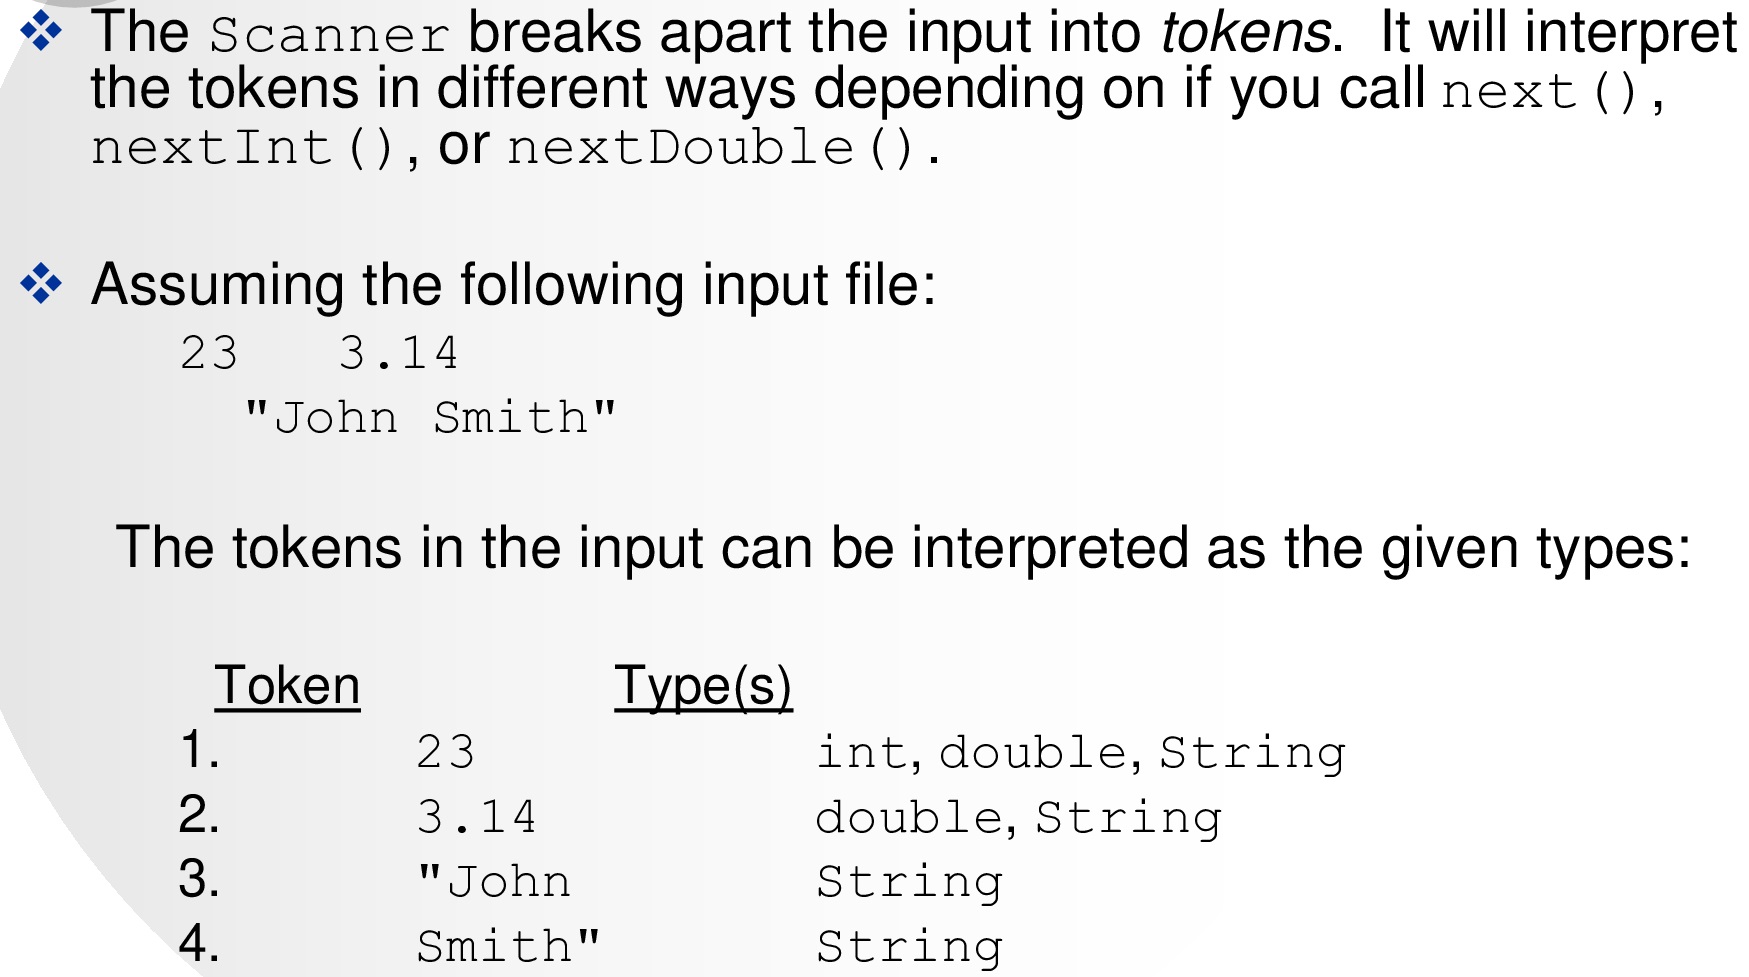 ❖ The Scanner breaks apart the input into tokens.  It will interpret
the tokens in different ways depending on if you call next(),
nextInt(), or nextDouble().
❖ Assuming the following input file:
23   3.14
"John Smith"
The tokens in the input can be interpreted as the given types:
Token Type(s)
1. 23 int, double, String
2. 3.14 double, String
3. "John String
4. Smith" String